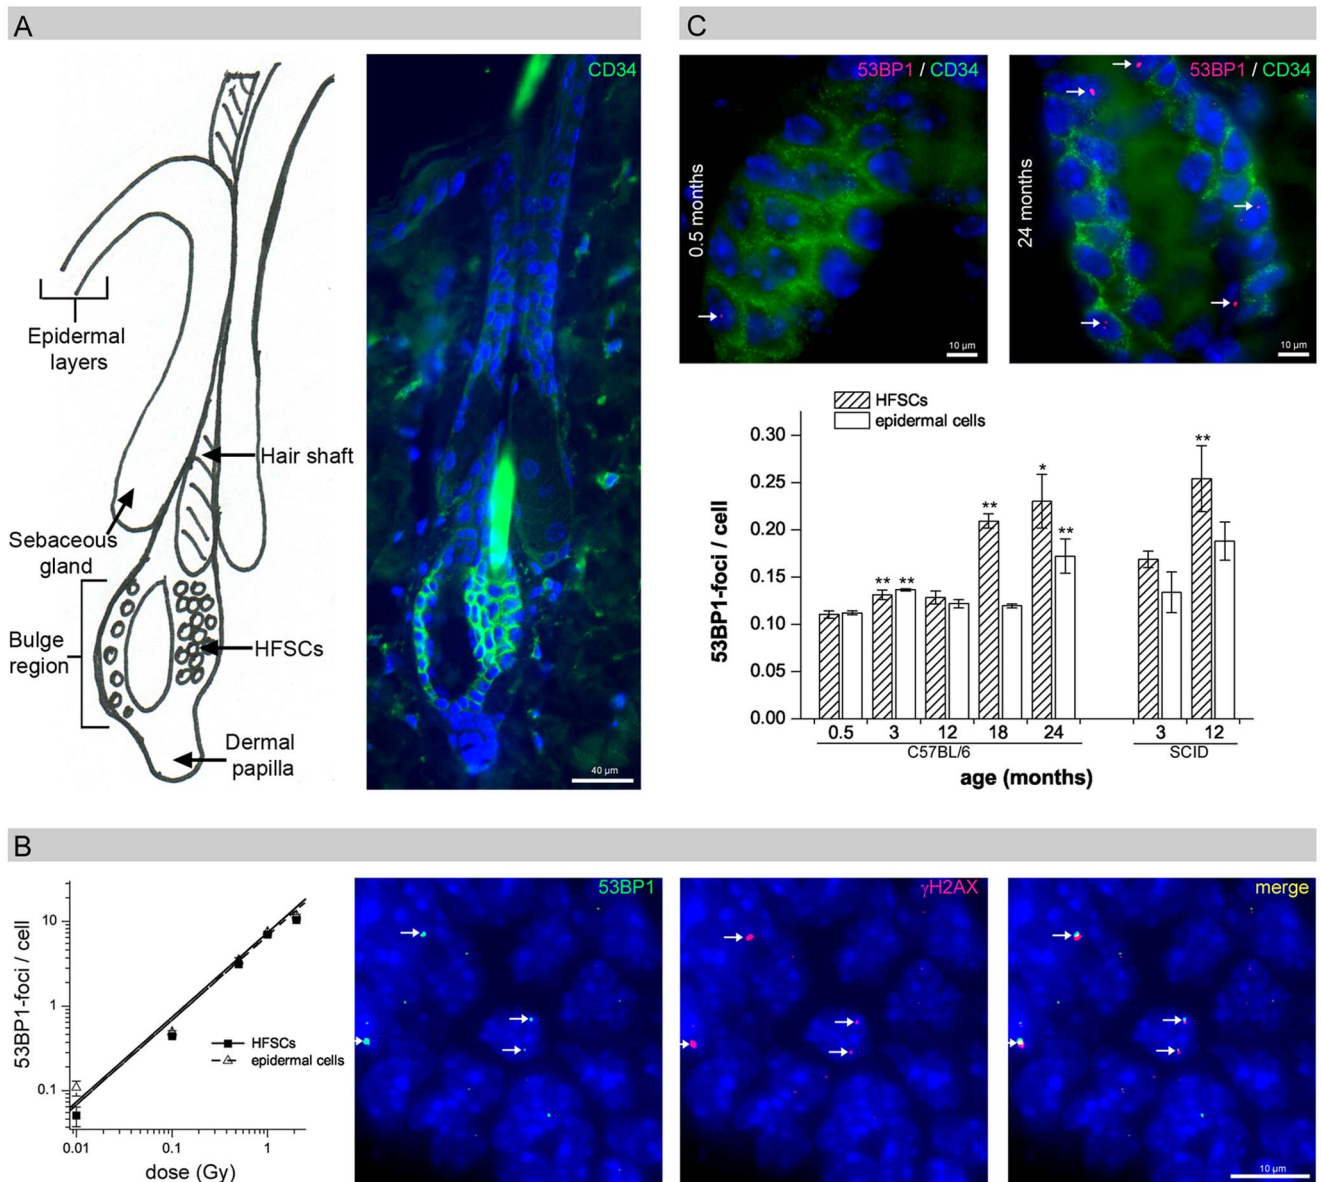 A
CD34
Epidermal
layers
Hair shaft
Sebaceous
gland
Bulge
region
HFSCs
Dermal
papilla
40 µm
C
53BP1 / CD34
0.5 months
10 µm
53BP1 / CD34
24 months
10 µm
HFSCs
epidermal cells
53BP1-foci / cell
0.30
0.25
0.20
0.15
0.10
0.05
0.00
** ** ** * ** **
0.5 3 12 18 24 3 12
C57BL/6 SCID
age (months)
B
53BP1-foci / cell
10
1
0.1
HFSCs
epidermal cells
0.01 0.1 1
dose (Gy)
53BP1
γH2AX
merge
10 µm